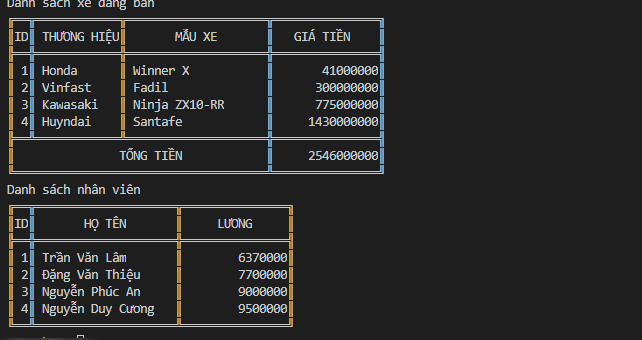 Danh sách xe đang bán
ID THƯƠNG HIỆU MẪU XE GIÁ TIỀN
1 Honda Winner X 41000000
2 Vinfast Fadil 300000000
3 Kawasaki Ninja ZX10-RR 775000000
4 Huyndai Santafe 1430000000
TỔNG TIỀN 2546000000
Danh sách nhân viên
ID HỌ TÊN LƯƠNG
1 Trần Văn Lâm 6370000
2 Đặng Văn Thiệu 7700000
3 Nguyễn Phúc An 9000000
4 Nguyễn Duy Cương 9500000